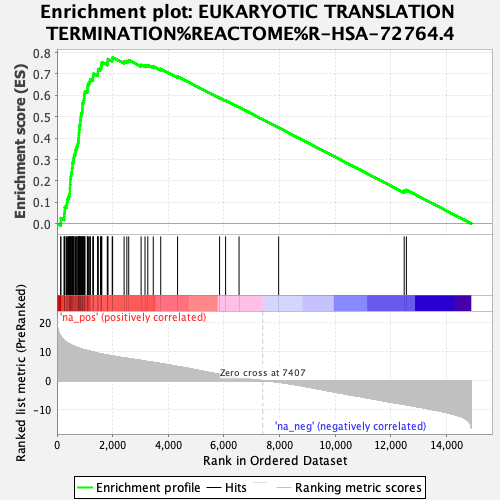 Enrichment plot: EUKARYOTIC TRANSLATION
TERMINATION%REACTOME%R-HSA-72764.4
Enrichment score (ES)
0.8
0.7
0.6
0.5
0.4
0.3
0.2
0.1
0.0
'na_pos' (positively correlated)
Ranked list metric (PreRanked)
20
10
0
-10
Zero cross at 7407
'na_neg' (negatively correlated)
0
2,000
4,000
6,000
8,000
10,000
12,000
14,000
Rank in Ordered Dataset
Enrichment profile
Hits
Ranking metric scores